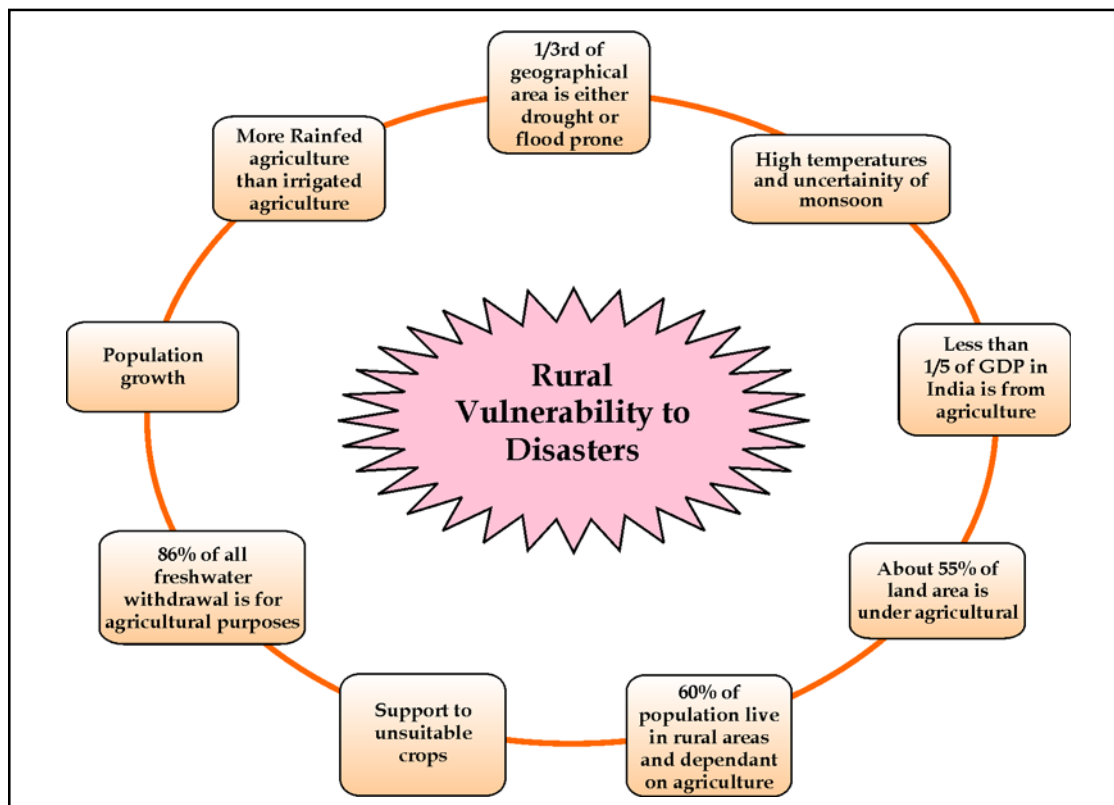 1/3rd of
geographical
area is either
drought or
flood prone
High temperatures
and uncertainity of
monsoon
Less than
1/5 of GDP in
India is from
agriculture
About 55% of
land area is
under agricultural
60% of
population live
in rural areas
and dependant
on agriculture
Support to
unsuitable
crops
86% of all
freshwater
withdrawal is for
agricultural purposes
Population
growth
More Rainfed
agriculture
than irrigated
agriculture
Rural
Vulnerability to
Disasters